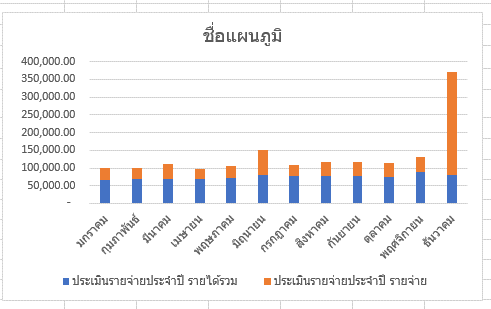 ชื่อแผนภูมิ
400,000.00
350,000.00
300,000.00
250,000.00
200,000.00
150,000.00
100,000.00
50,000.00
-
มกราคม
กุมภาพันธ์
มีนาคม
เมษายน
พฤษภาคม
มิถุนายน
กรกฎาคม
สิงหาคม
กันยายน
ตุลาคม
พฤศจิกายน
ธันวาคม
ประเมินรายจ่ายประจำปี รายได้รวม ประเมินรายจ่ายประจำปี รายจ่าย